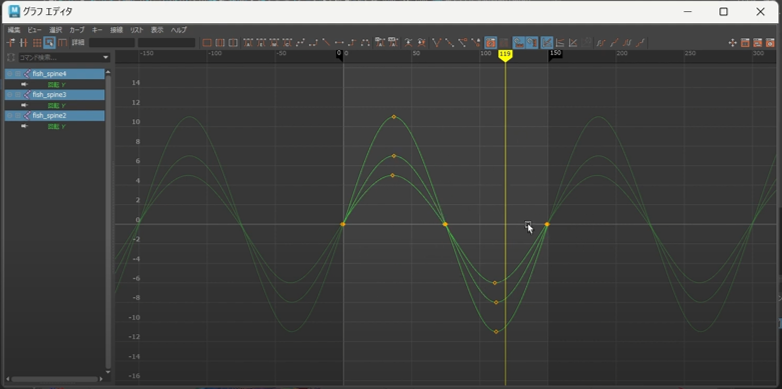 グラフ エディタ
編集 ビュー 選択 カーブ キー 接線 リスト 表示 ヘルプ
詳細
コマンド検索...
fish_spine4
回転 Y
fish_spine3
回転 Y
fish_spine2
回転 Y
-150 -100 -50 0 0 50 100 119 150 150 200 250 300
14
12
10
8
6
4
2
0
-2
-4
-6
-8
-10
-12
-14
-16